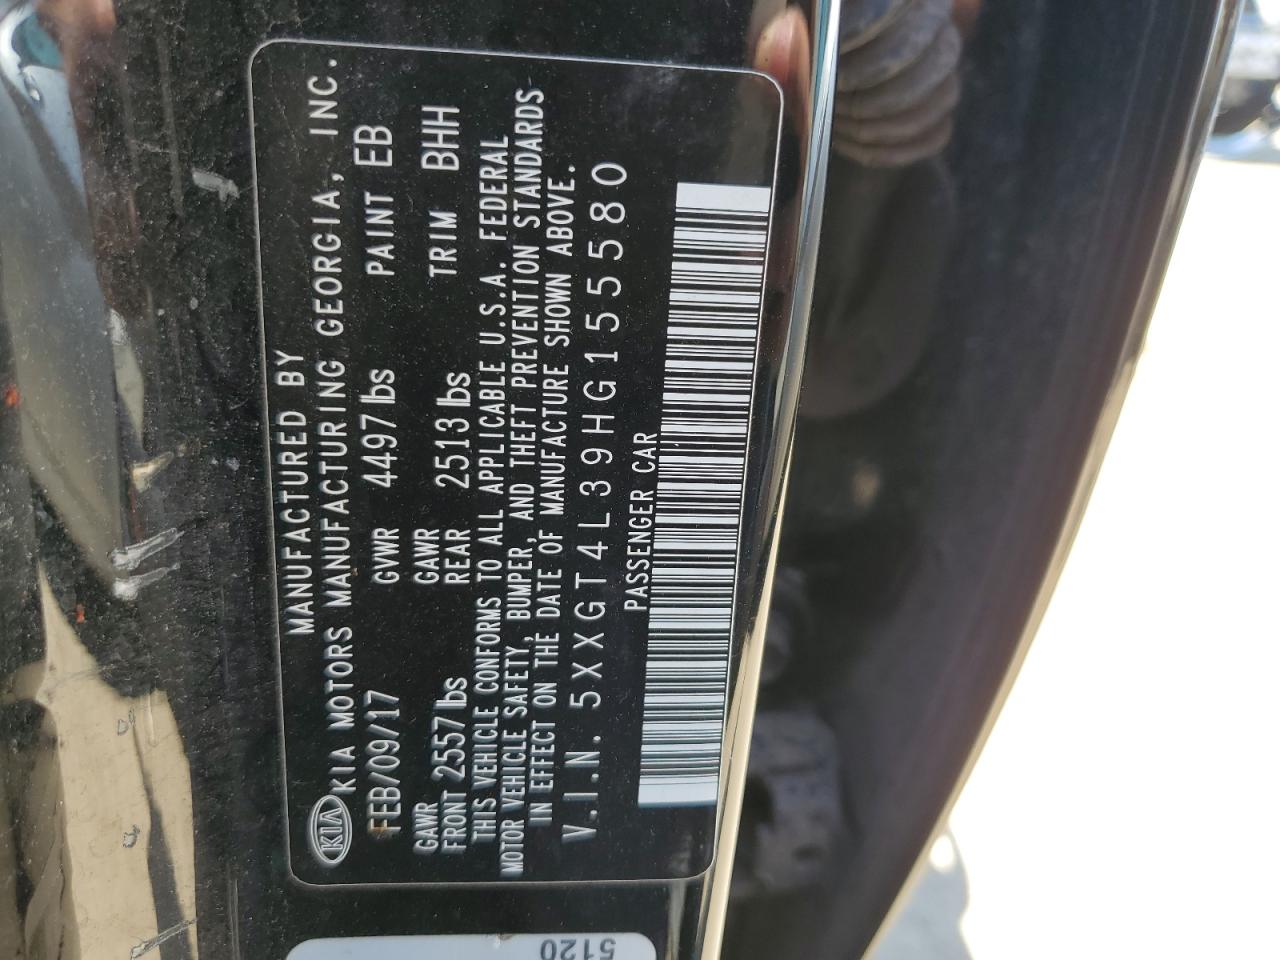 MANUFACTURED BY
KIA KIA MOTORS MANUFACTURING GEORGIA, INC.
FEB/09/17 GVWR 4497 lbs PAINT EB
GAWR FRONT 2557 lbs GAWR REAR 2513 lbs TRIM BHH
THIS VEHICLE CONFORMS TO ALL APPLICABLE U.S.A. FEDERAL
MOTOR VEHICLE SAFETY, BUMPER, AND THEFT PREVENTION STANDARDS
IN EFFECT ON THE DATE OF MANUFACTURE SHOWN ABOVE.
V.I.N. 5XXGT4L39HG155580
PASSENGER CAR
5120